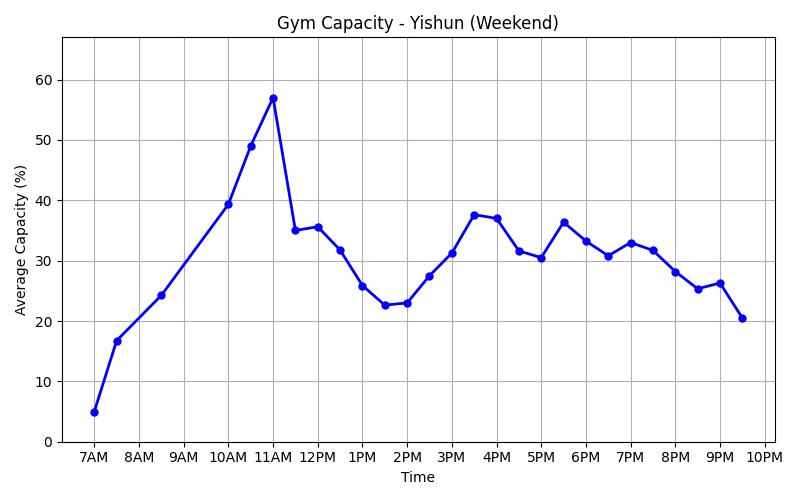 Gym Capacity - Yishun (Weekend)
Average Capacity (%)
60
50
40
30
20
10
0
7AM 8AM 9AM 10AM 11AM 12PM 1PM 2PM 3PM 4PM 5PM 6PM 7PM 8PM 9PM 10PM
Time